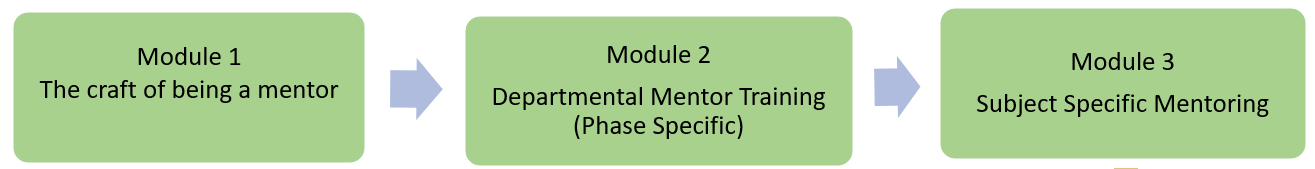 Module 1
The craft of being a mentor
Module 2
Departmental Mentor Training
(Phase Specific)
Module 3
Subject Specific Mentoring